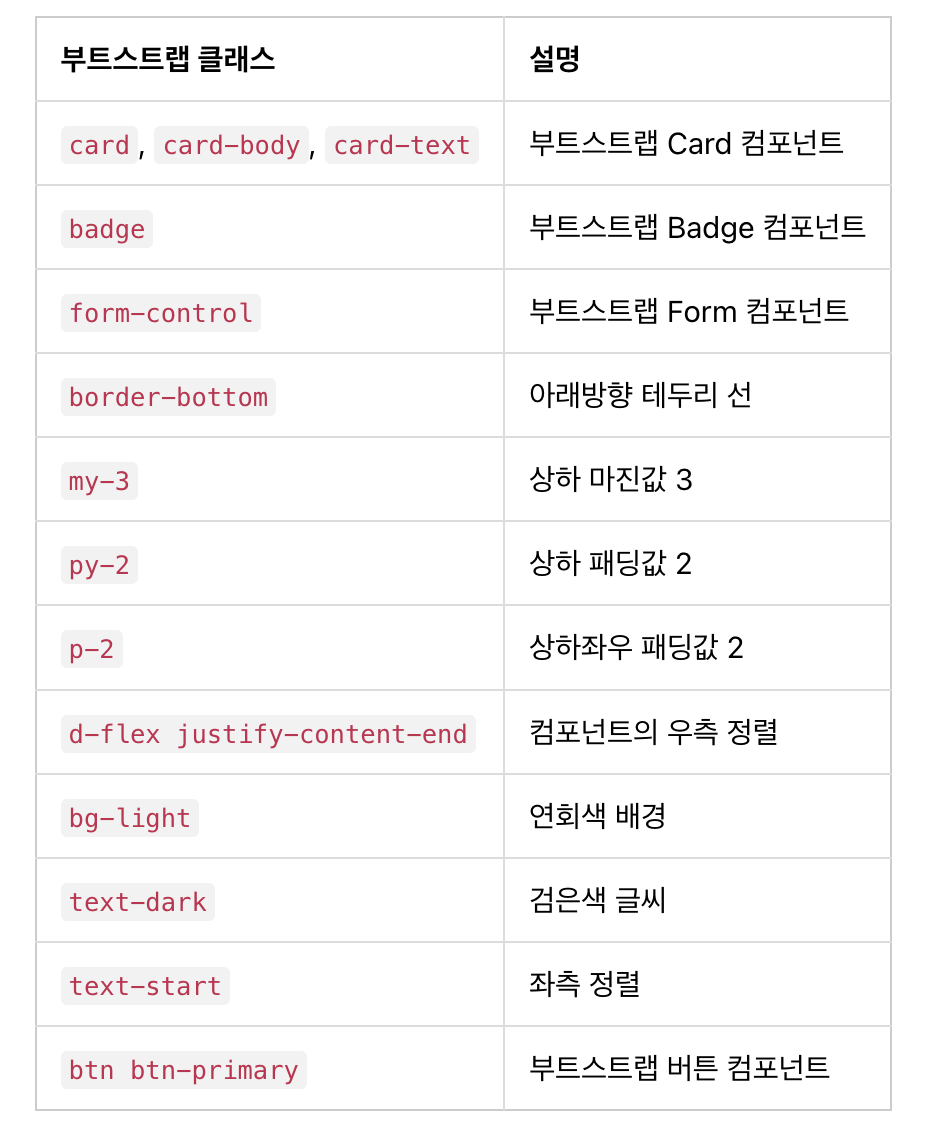 부트스트랩 클래스 설명
card, card-body, card-text 부트스트랩 Card 컴포넌트
badge 부트스트랩 Badge 컴포넌트
form-control 부트스트랩 Form 컴포넌트
border-bottom 아래방향 테두리 선
my-3 상하 마진값 3
py-2 상하 패딩값 2
p-2 상하좌우 패딩값 2
d-flex justify-content-end 컴포넌트의 우측 정렬
bg-light 연회색 배경
text-dark 검은색 글씨
text-start 좌측 정렬
btn btn-primary 부트스트랩 버튼 컴포넌트